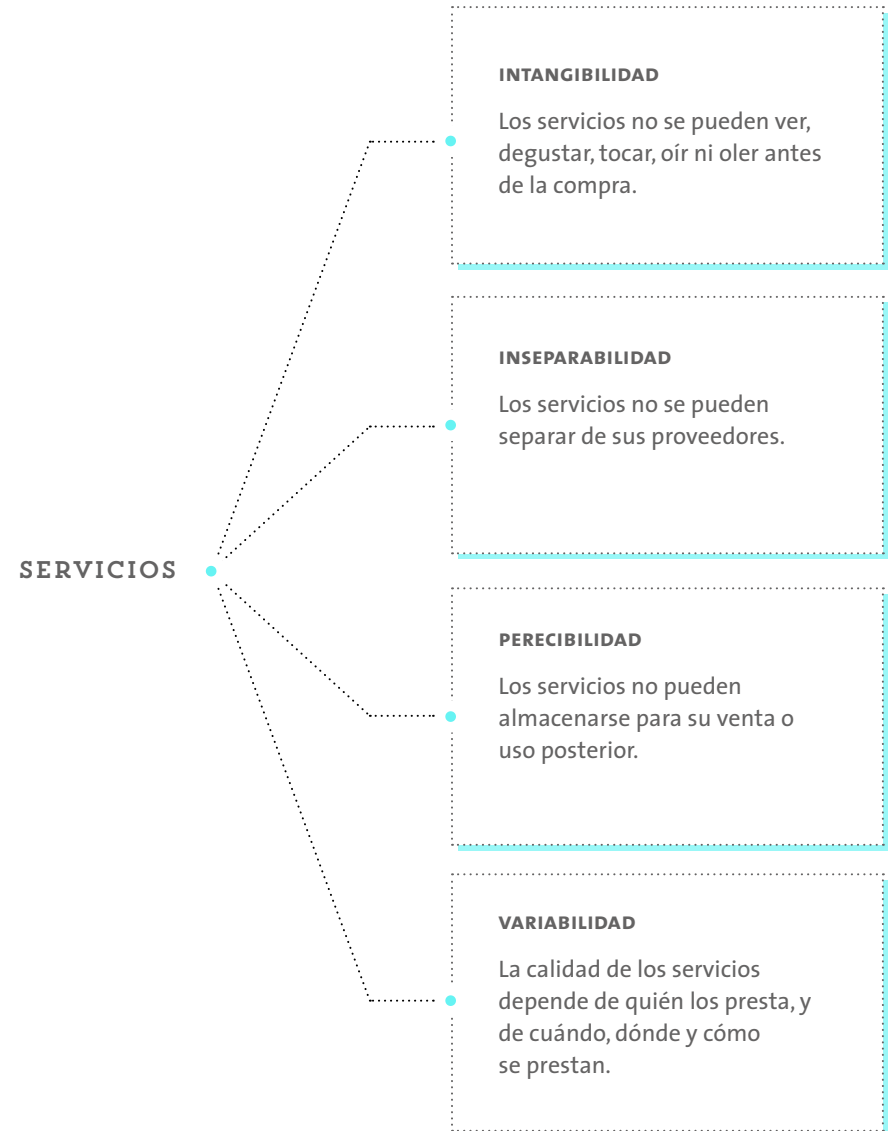 INTANGIBILIDAD
Los servicios no se pueden ver,
degustar, tocar, oír ni oler antes
de la compra.
INSEPARABILIDAD
Los servicios no se pueden
separar de sus proveedores.
SERVICIOS
PERECIBILIDAD
Los servicios no pueden
almacenarse para su venta o
uso posterior.
VARIABILIDAD
La calidad de los servicios
depende de quién los presta, y
de cuándo, dónde y cómo
se prestan.